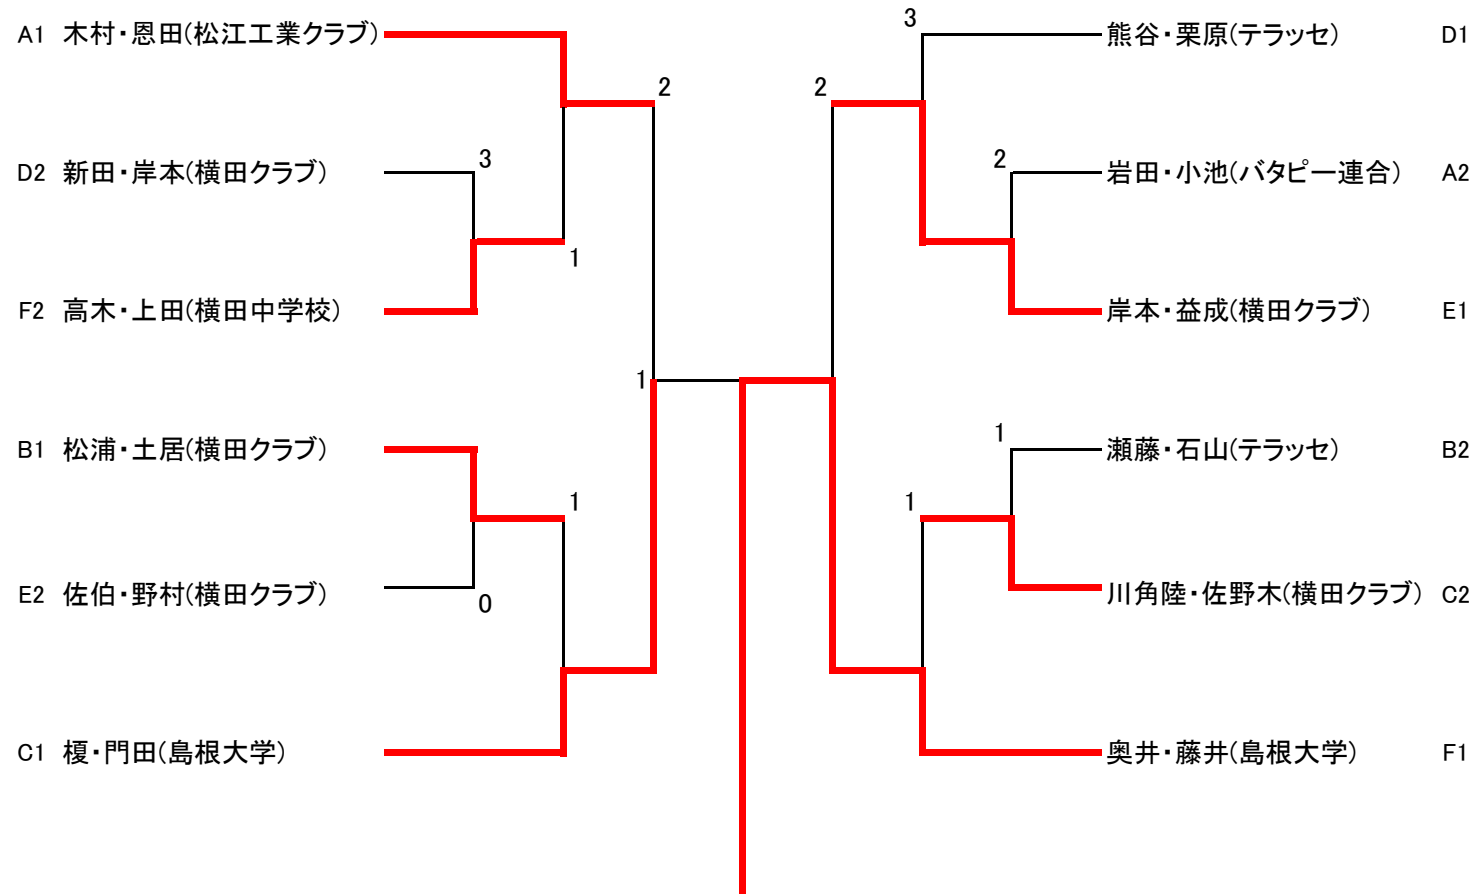 A1 木村・恩田(松江工業クラブ)
3
熊谷・栗原(テラッセ) D1
2
2
D2 新田・岸本(横田クラブ)
3
2
岩田・小池(バタピー連合) A2
1
F2 高木・上田(横田中学校)
岸本・益成(横田クラブ) E1
1
B1 松浦・土居(横田クラブ)
1
瀬藤・石山(テラッセ) B2
1
1
E2 佐伯・野村(横田クラブ)
0
川角陸・佐野木(横田クラブ) C2
C1 榎・門田(島根大学)
奥井・藤井(島根大学) F1